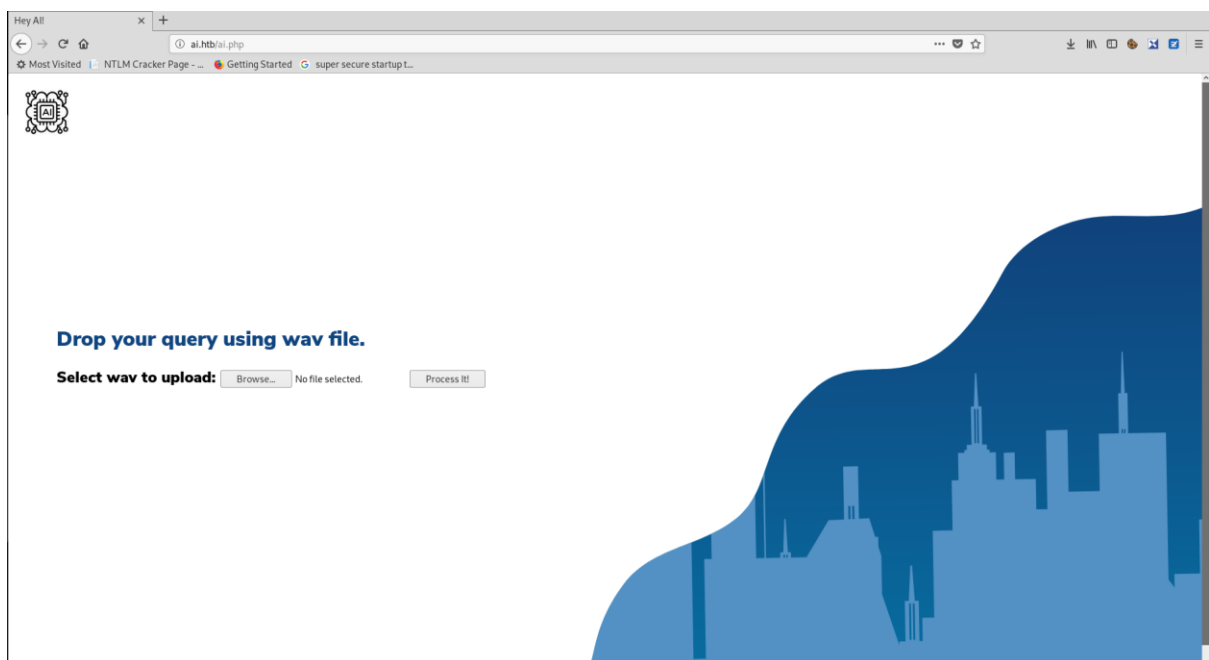 Hey AI!
ai.htb/ai.php
Most Visited NTLM Cracker Page - ... Getting Started super secure startup t...
AI
Drop your query using wav file.
Select wav to upload: Browse... No file selected. Process It!